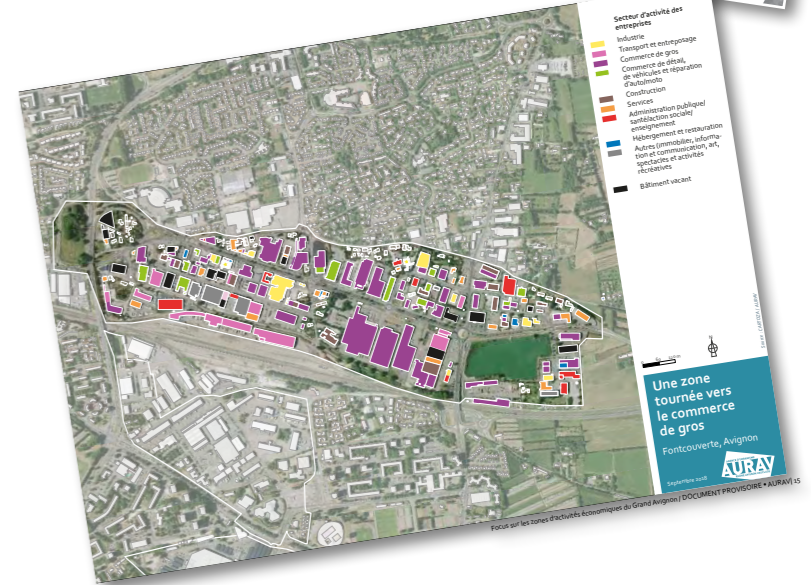 Secteur d'activité des
entreprises
Industrie
Transport et entreposage
Commerce de gros
Commerce de détail,
de véhicules et réparation
d'auto/moto
Construction
Services
Administration publique/
santé/action sociale/
enseignement
Hébergement et restauration
Autres (immobilier, informa-
tion et communication, art,
spectacles et activités
récréatives
Bâtiment vacant
Une zone
tournée vers
le commerce
de gros
Fontcouverte, Avignon
Septembre 2018
AURAV
Focus sur les zones d'activités économiques du Grand Avignon / DOCUMENT PROVISOIRE • AURAV| 15